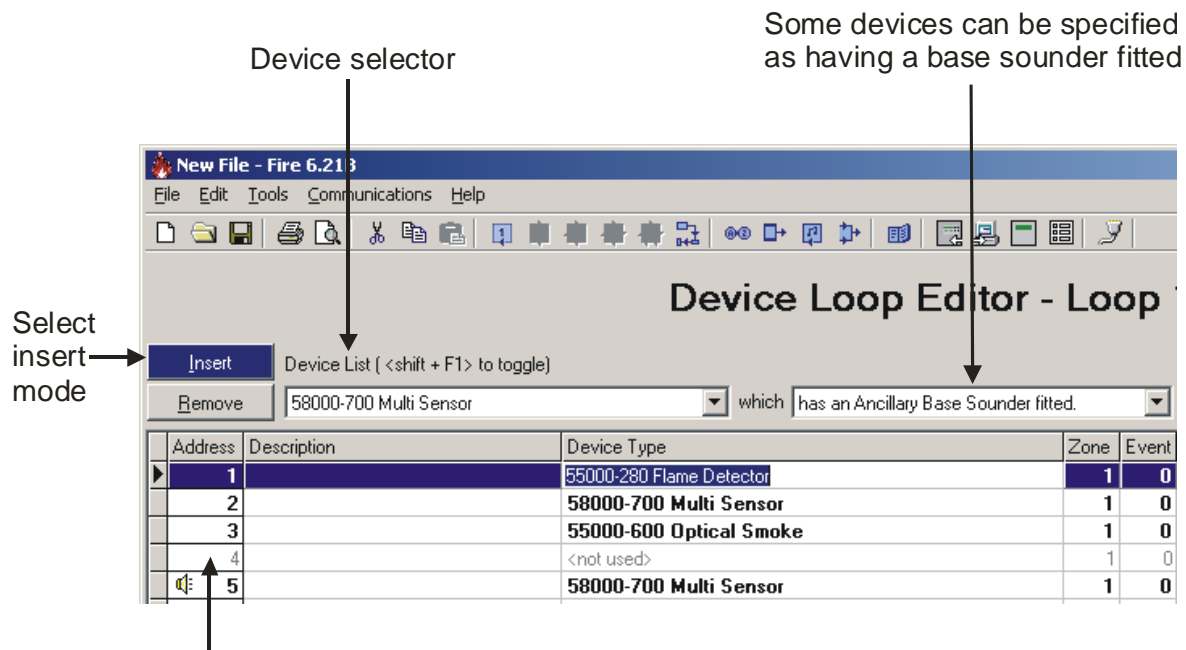 Some devices can be specified
as having a base sounder fitted
Device selector
New File - Fire 6.21B
File Edit Tools Communications Help
Device Loop Editor - Loop
Select
insert
mode
Insert
Device List ( <shift + F1> to toggle)
Remove
58000-700 Multi Sensor
which
has an Ancillary Base Sounder fitted.
Address Description Device Type Zone Event
1 55000-280 Flame Detector 1 0
2 58000-700 Multi Sensor 1 0
3 55000-600 Optical Smoke 1 0
4 <not used> 1 0
5 58000-700 Multi Sensor 1 0